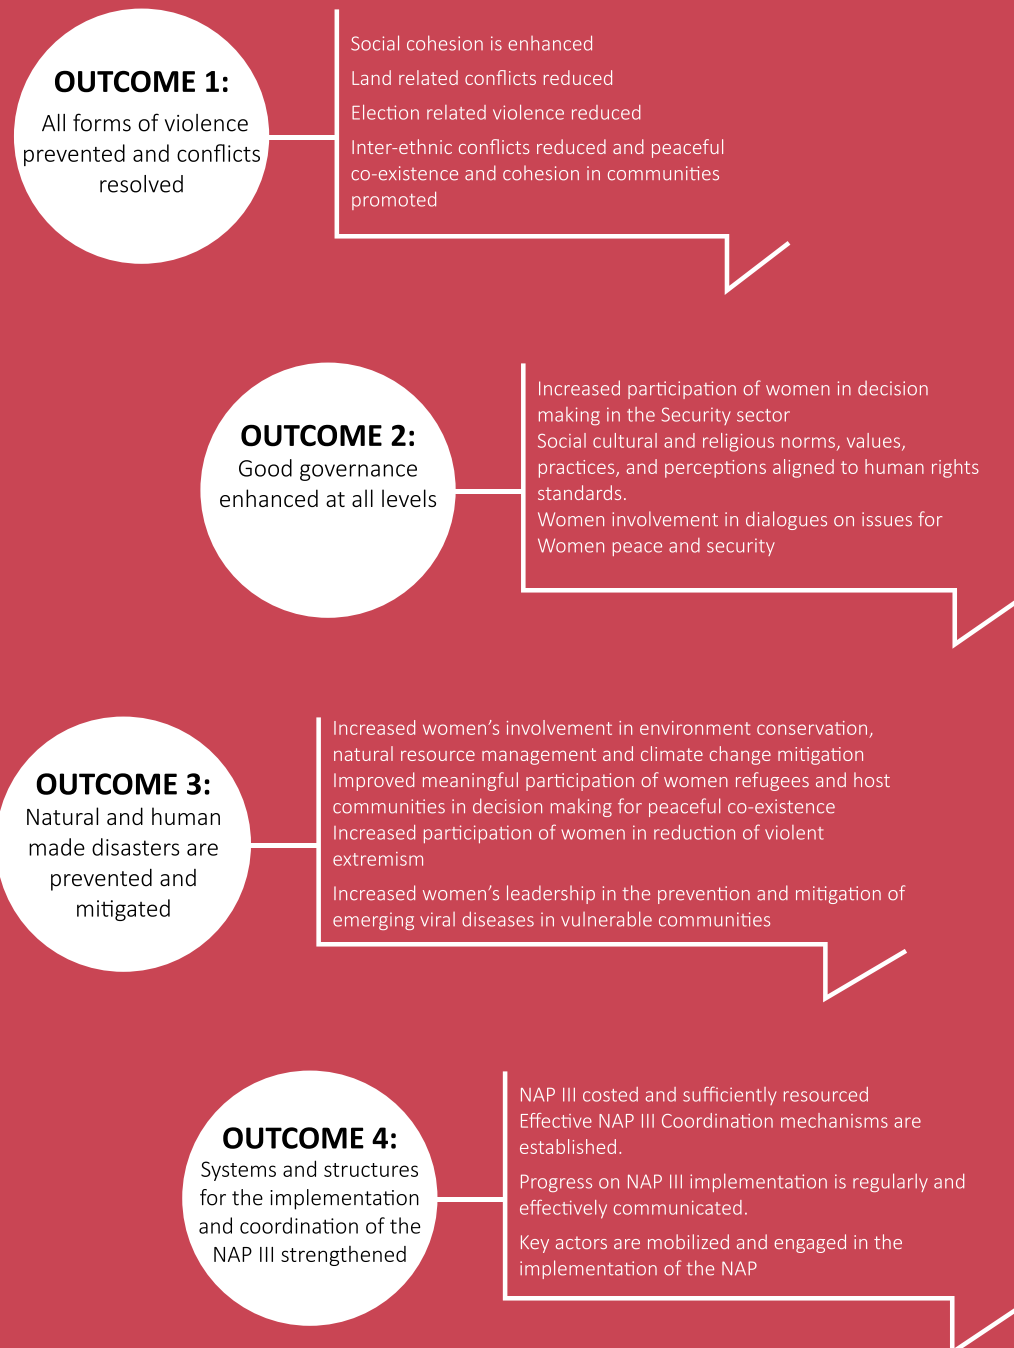 OUTCOME 1:
All forms of violence
prevented and conflicts
resolved
Social cohesion is enhanced
Land related conflicts reduced
Election related violence reduced
Inter-ethnic conflicts reduced and peaceful
co-existence and cohesion in communities
promoted
OUTCOME 2:
Good governance
enhanced at all levels
Increased participation of women in decision
making in the Security sector
Social cultural and religious norms, values,
practices, and perceptions aligned to human rights
standards.
Women involvement in dialogues on issues for
Women peace and security
OUTCOME 3:
Natural and human
made disasters are
prevented and
mitigated
Increased women’s involvement in environment conservation,
natural resource management and climate change mitigation
Improved meaningful participation of women refugees and host
communities in decision making for peaceful co-existence
Increased participation of women in reduction of violent
extremism
Increased women’s leadership in the prevention and mitigation of
emerging viral diseases in vulnerable communities
OUTCOME 4:
Systems and structures
for the implementation
and coordination of the
NAP III strengthened
NAP III costed and sufficiently resourced
Effective NAP III Coordination mechanisms are
established.
Progress on NAP III implementation is regularly and
effectively communicated.
Key actors are mobilized and engaged in the
implementation of the NAP